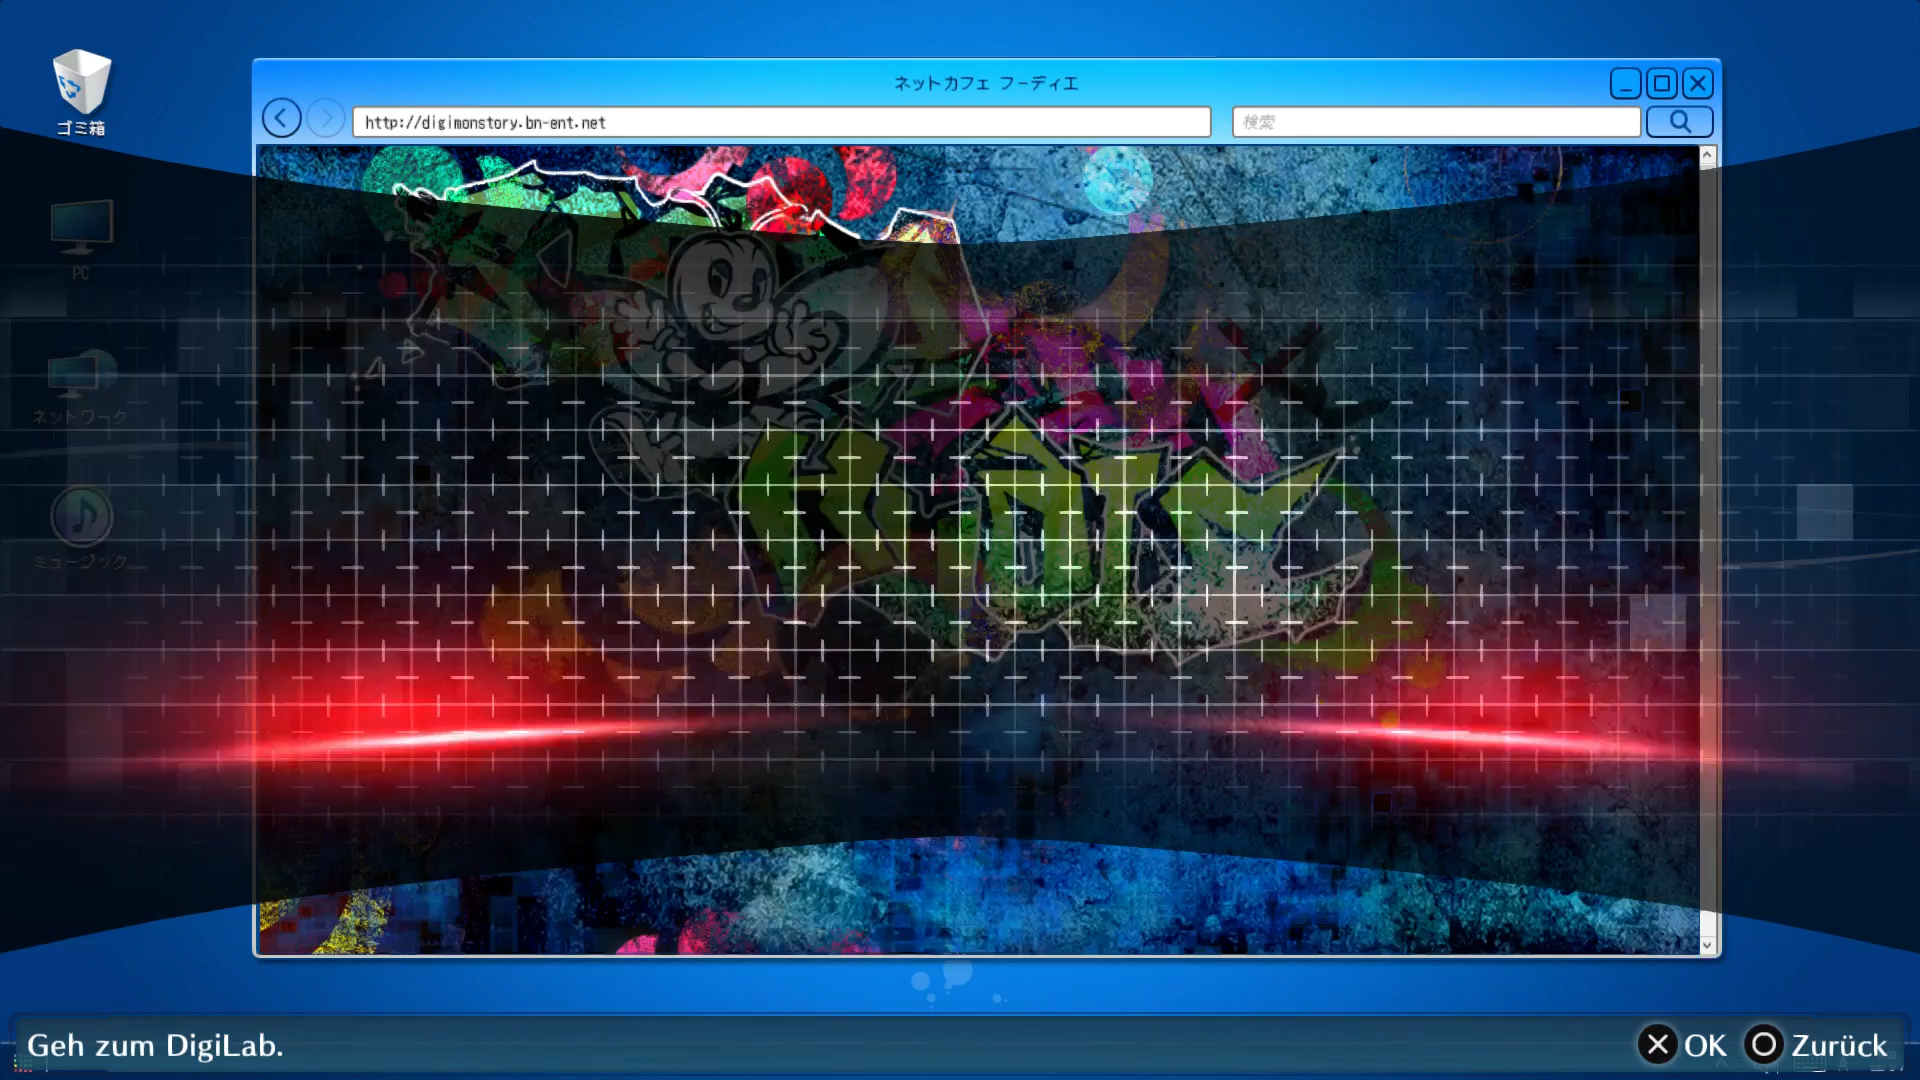 ネットカフェ フーディエ
http://digimonstory.bn-ent.net
検索
ゴミ箱
PC
ネットワーク
ミュージック
Geh zum DigiLab.
OK
Zurück